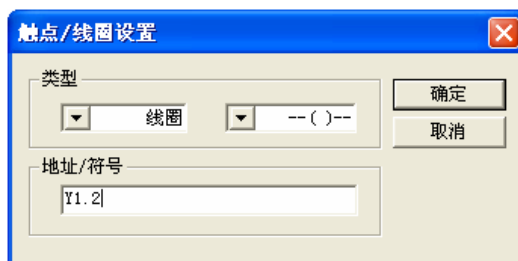 触点/线圈设置
类型
线圈
--( )--
确定
取消
地址/符号
Y1.2